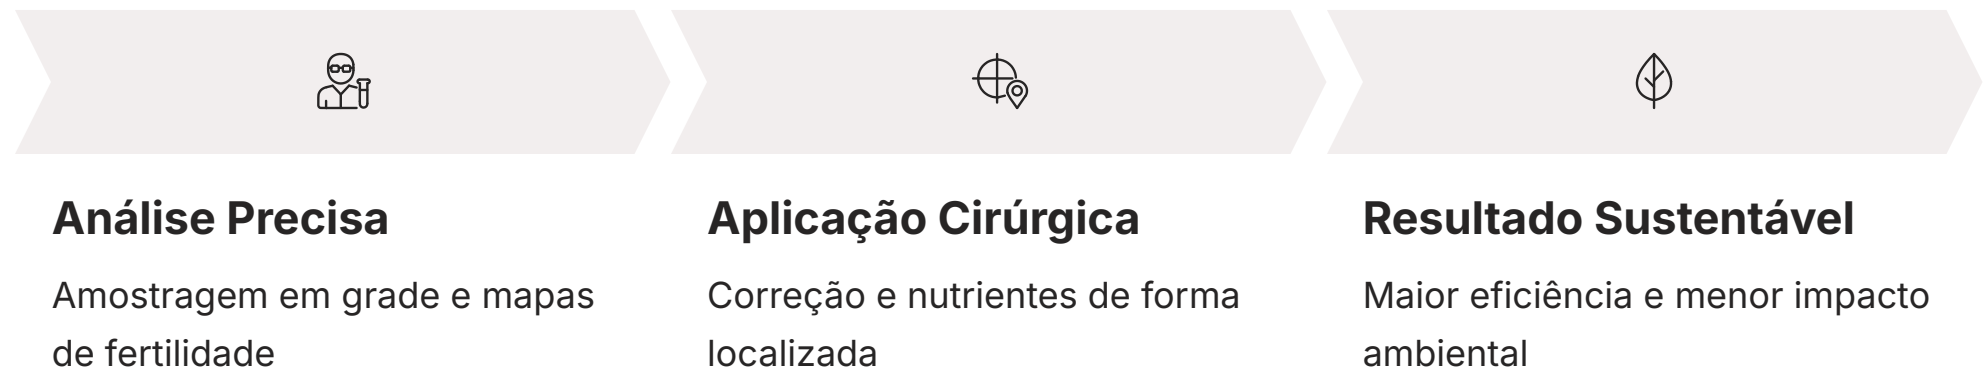 Análise Precisa
Amostragem em grade e mapas
de fertilidade
Aplicação Cirúrgica
Correção e nutrientes de forma
localizada
Resultado Sustentável
Maior eficiência e menor impacto
ambiental